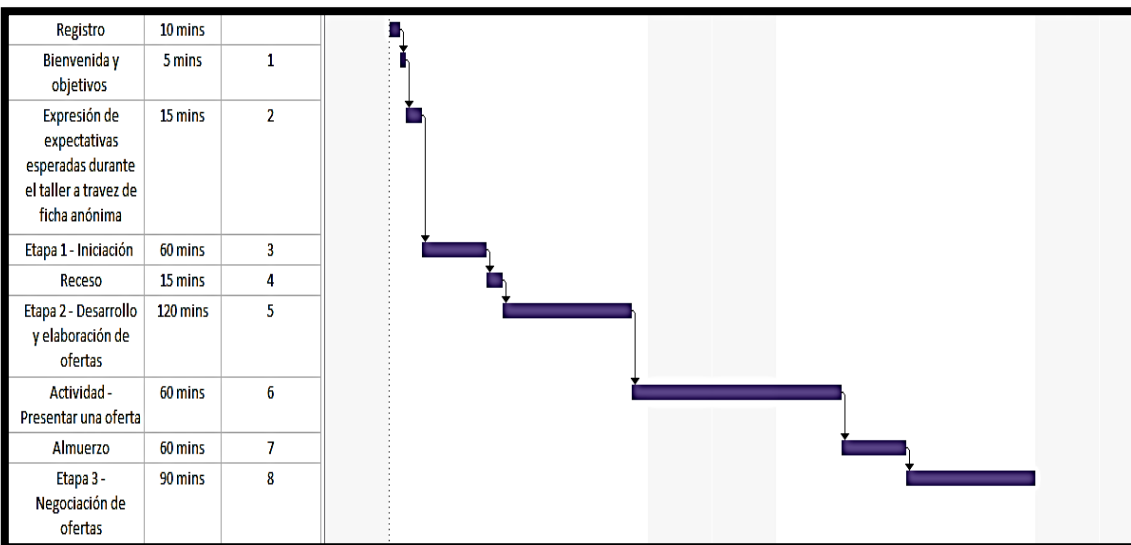 Registro 10 mins
Bienvenida y 5 mins 1
objetivos
Expresión de 15 mins 2
expectativas
esperadas durante
el taller a travez de
ficha anónima
Etapa 1 - Iniciación 60 mins 3
Receso 15 mins 4
Etapa 2 - Desarrollo 120 mins 5
y elaboración de
ofertas
Actividad - 60 mins 6
Presentar una oferta
Almuerzo 60 mins 7
Etapa 3 - 90 mins 8
Negociación de
ofertas